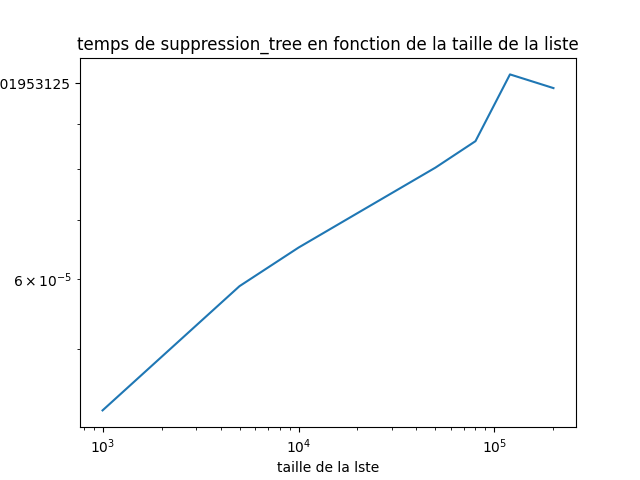 temps de suppression_tree en fonction de la taille de la liste
01953125
6 × 10⁻⁵
10³
10⁴
10⁵
taille de la lste